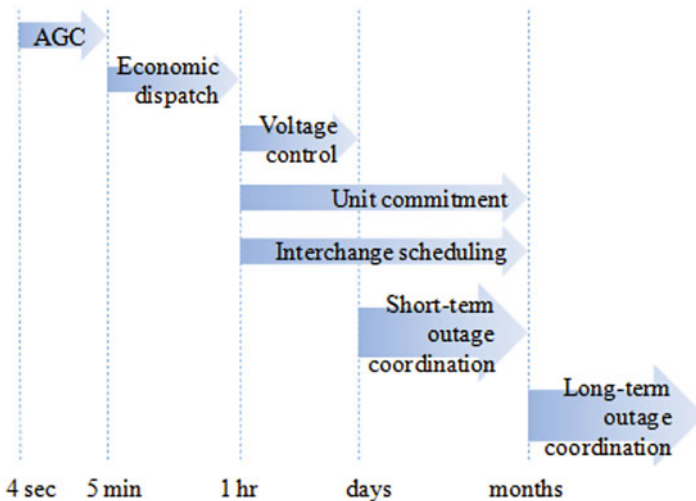 AGC
Economic
dispatch
Voltage
control
Unit commitment
Interchange scheduling
Short-term
outage
coordination
Long-term
outage
coordination
4 sec 5 min 1 hr days months